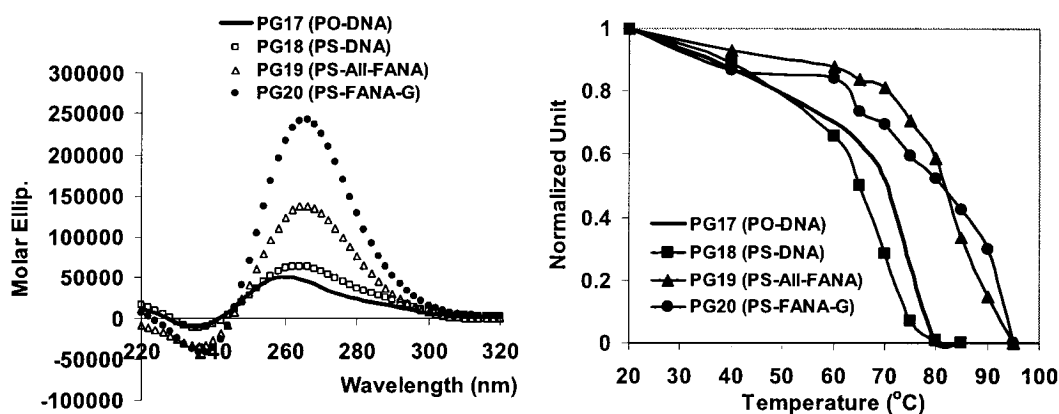 PG17 (PO-DNA)
PG18 (PS-DNA)
PG19 (PS-All-FANA)
PG20 (PS-FANA-G)
Molar Ellip.
300000
250000
200000
150000
100000
50000
0
-50000
-100000
220 240 260 280 300 320
Wavelength (nm)
Normalized Unit
1
0.8
0.6
0.4
0.2
0
PG17 (PO-DNA)
PG18 (PS-DNA)
PG19 (PS-All-FANA)
PG20 (PS-FANA-G)
20 30 40 50 60 70 80 90 100
Temperature (°C)